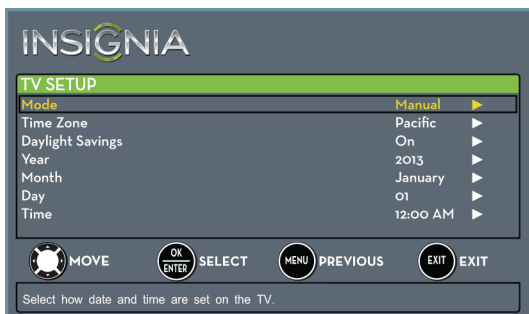 INSIGNIA
TV SETUP
Mode Manual
Time Zone Pacific
Daylight Savings On
Year 2013
Month January
Day 01
Time 12:00 AM
MOVE OK ENTER SELECT MENU PREVIOUS EXIT EXIT
Select how date and time are set on the TV.